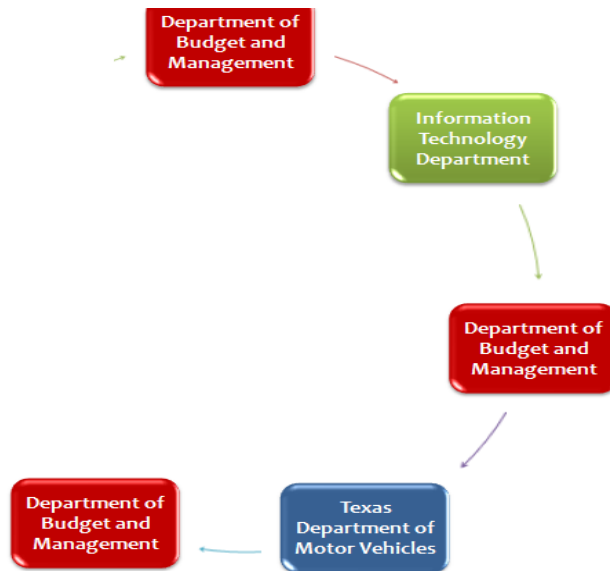 Department of
Budget and
Management
Information
Technology
Department
Department of
Budget and
Management
Texas
Department of
Motor Vehicles
Department of
Budget and
Management